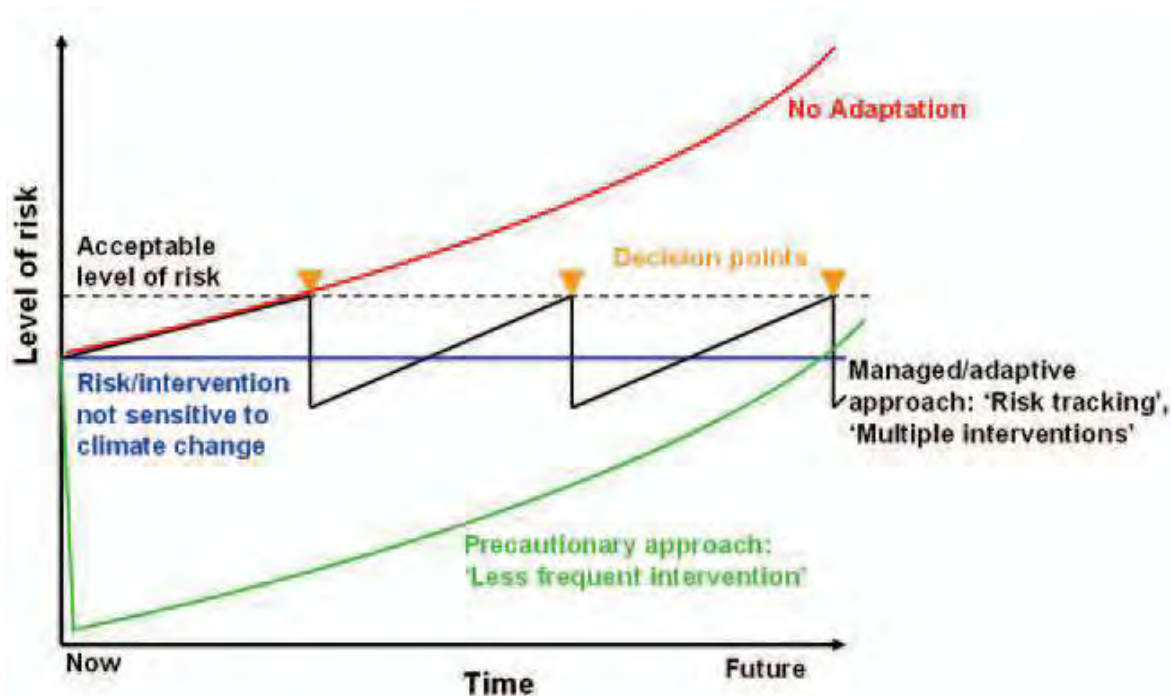 No Adaptation
Level of risk
Acceptable
level of risk
Decision points
Risk/intervention
not sensitive to
climate change
Managed/adaptive
approach: ‘Risk tracking’,
‘Multiple interventions’
Precautionary approach:
‘Less frequent intervention’
Now
Time
Future